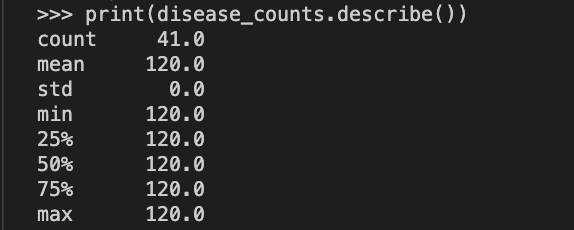 >>> print(disease_counts.describe())
count     41.0
mean     120.0
std        0.0
min      120.0
25%      120.0
50%      120.0
75%      120.0
max      120.0